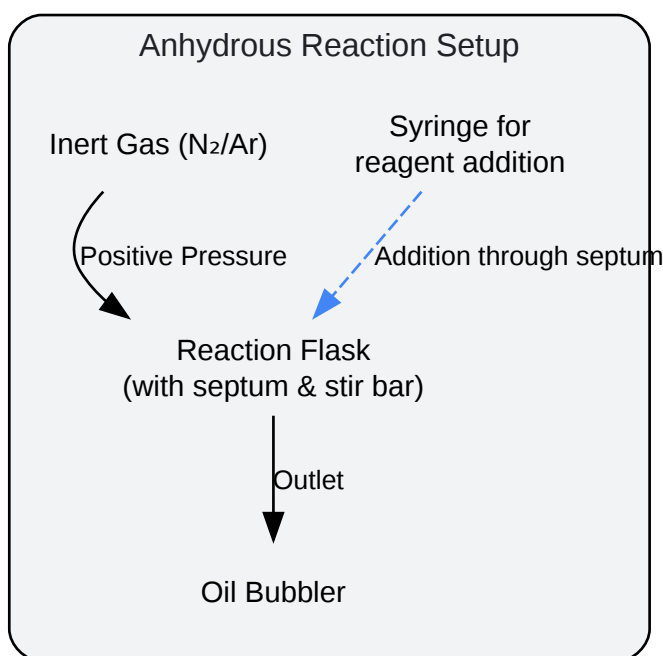 Anhydrous Reaction Setup
Inert Gas (N₂/Ar)
Syringe for
reagent addition
Positive Pressure
Addition through septum
Reaction Flask
(with septum & stir bar)
Outlet
Oil Bubbler